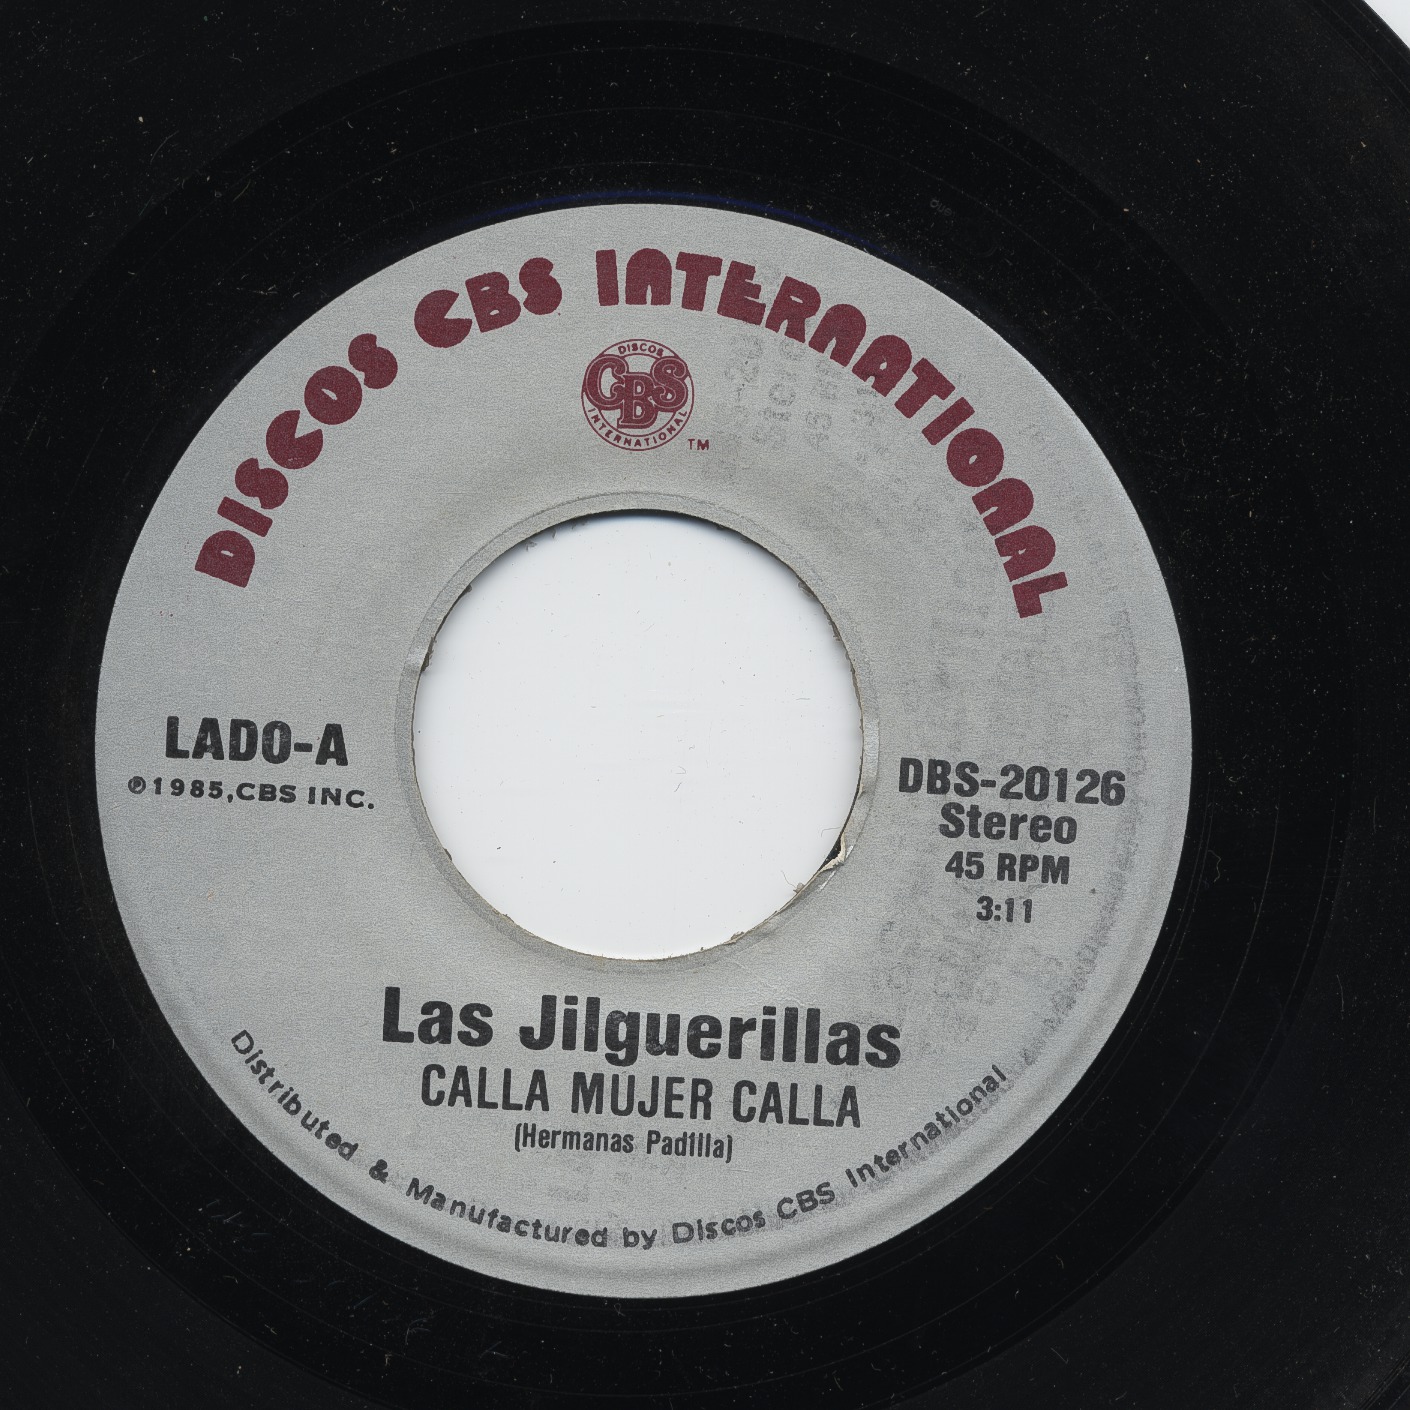 DISCOS CBS INTERNATIONAL
DISCOS
CBS
INTERNATIONAL
TM
LADO-A
℗1985,CBS INC.
DBS-20126
Stereo
45 RPM
3:11
Las Jilguerillas
CALLA MUJER CALLA
(Hermanas Padilla)
Distributed & Manufactured by Discos CBS International